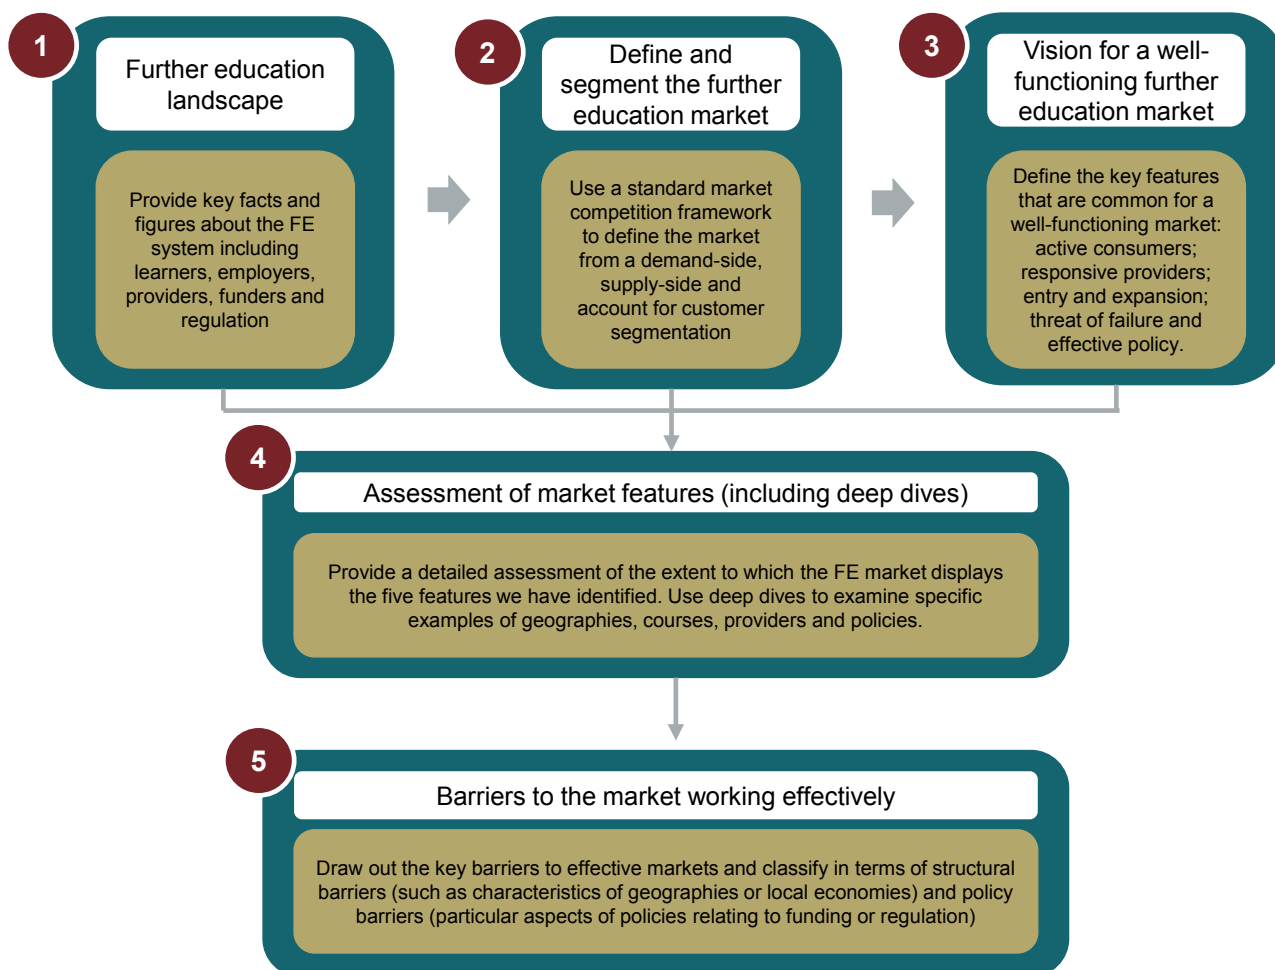 1
Further education
landscape
Provide key facts and
figures about the FE
system including
learners, employers,
providers, funders and
regulation
2
Define and
segment the further
education market
Use a standard market
competition framework
to define the market
from a demand-side,
supply-side and
account for customer
segmentation
3
Vision for a well-
functioning further
education market
Define the key features
that are common for a
well-functioning market:
active consumers;
responsive providers;
entry and expansion;
threat of failure and
effective policy.
4
Assessment of market features (including deep dives)
Provide a detailed assessment of the extent to which the FE market displays
the five features we have identified. Use deep dives to examine specific
examples of geographies, courses, providers and policies.
5
Barriers to the market working effectively
Draw out the key barriers to effective markets and classify in terms of structural
barriers (such as characteristics of geographies or local economies) and policy
barriers (particular aspects of policies relating to funding or regulation)